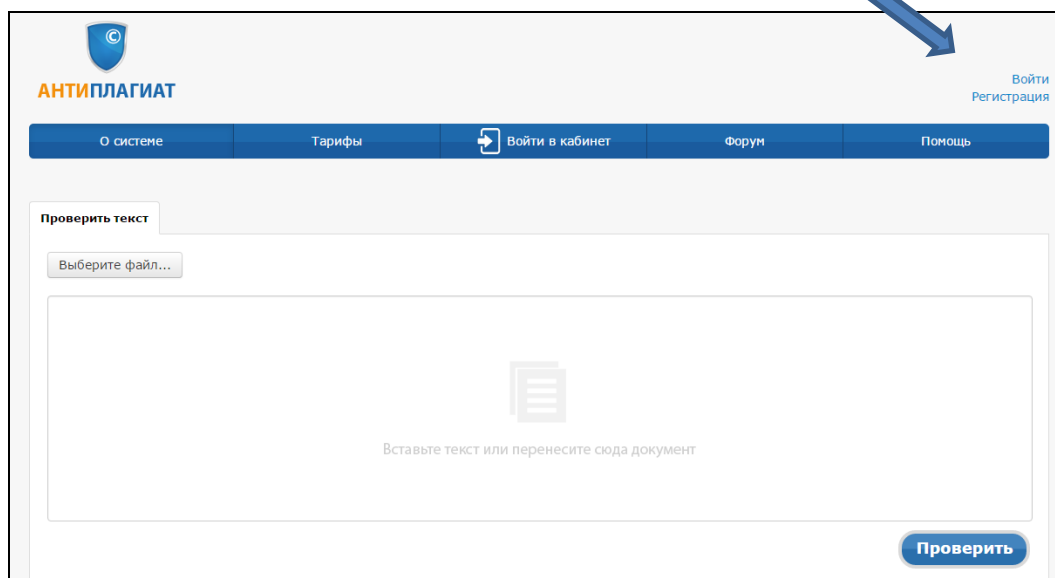 ©
АНТИПЛАГИАТ
Войти
Регистрация
О системе Тарифы Войти в кабинет Форум Помощь
Проверить текст
Выберите файл...
Вставьте текст или перенесите сюда документ
Проверить